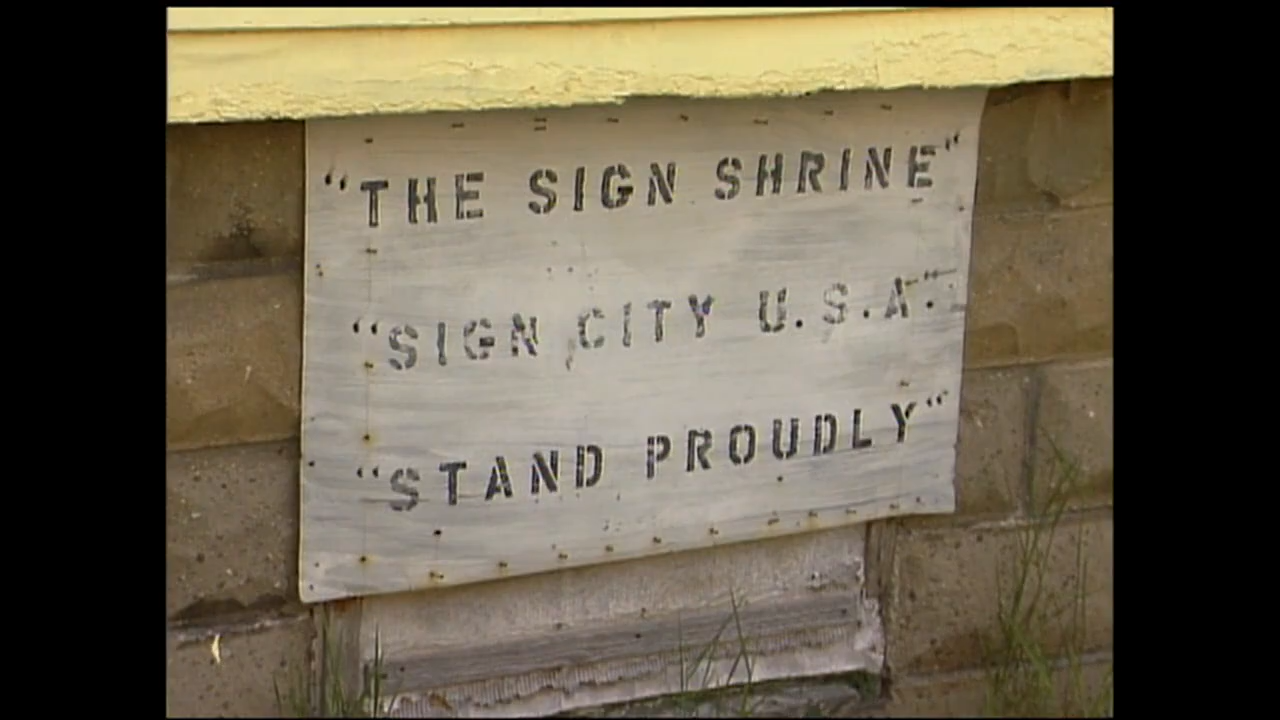 "THE SIGN SHRINE"
"SIGN CITY U.S.A."
"STAND PROUDLY"